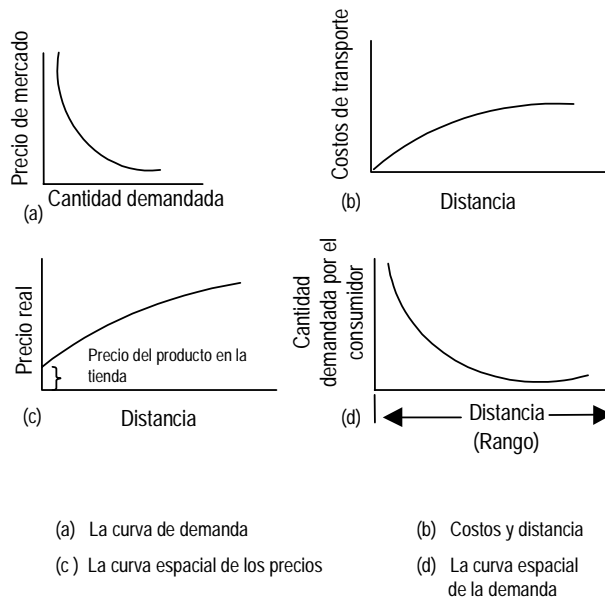 Precio de mercado
Cantidad demandada
(a)
Costos de transporte
Distancia
(b)
Precio real
Precio del producto en la
tienda
}
Distancia
(c)
Cantidad
demandada por el
consumidor
Distancia
(Rango)
(d)
(a) La curva de demanda
(b) Costos y distancia
(c ) La curva espacial de los precios
(d) La curva espacial
de la demanda